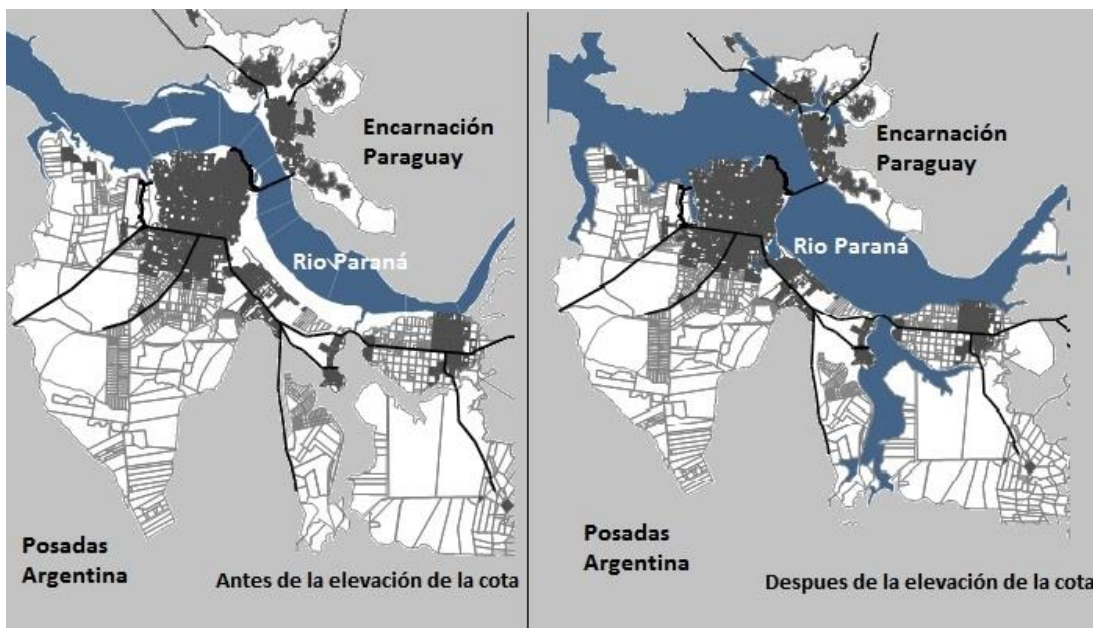 Encarnación
Paraguay
Rio Paraná
Posadas
Argentina
Antes de la elevación de la cota
Encarnación
Paraguay
Rio Paraná
Posadas
Argentina
Despues de la elevación de la cota